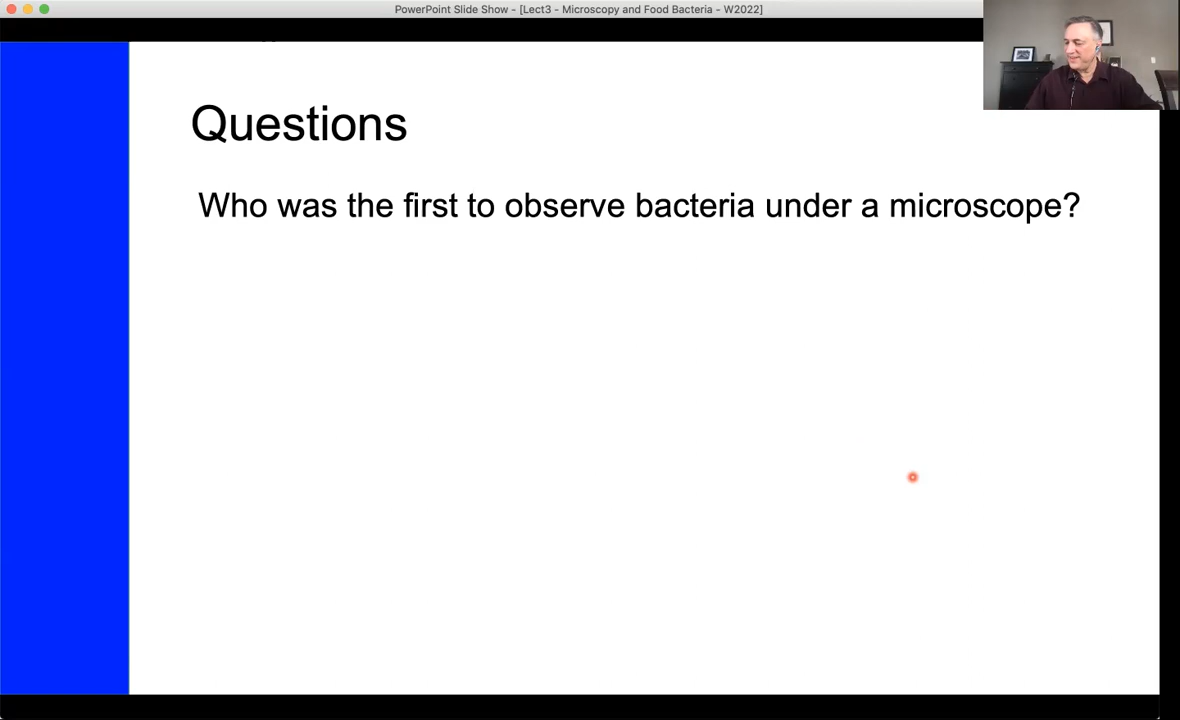 PowerPoint Slide Show - [Lect3 - Microscopy and Food Bacteria - W2022]
Questions
Who was the first to observe bacteria under a microscope?